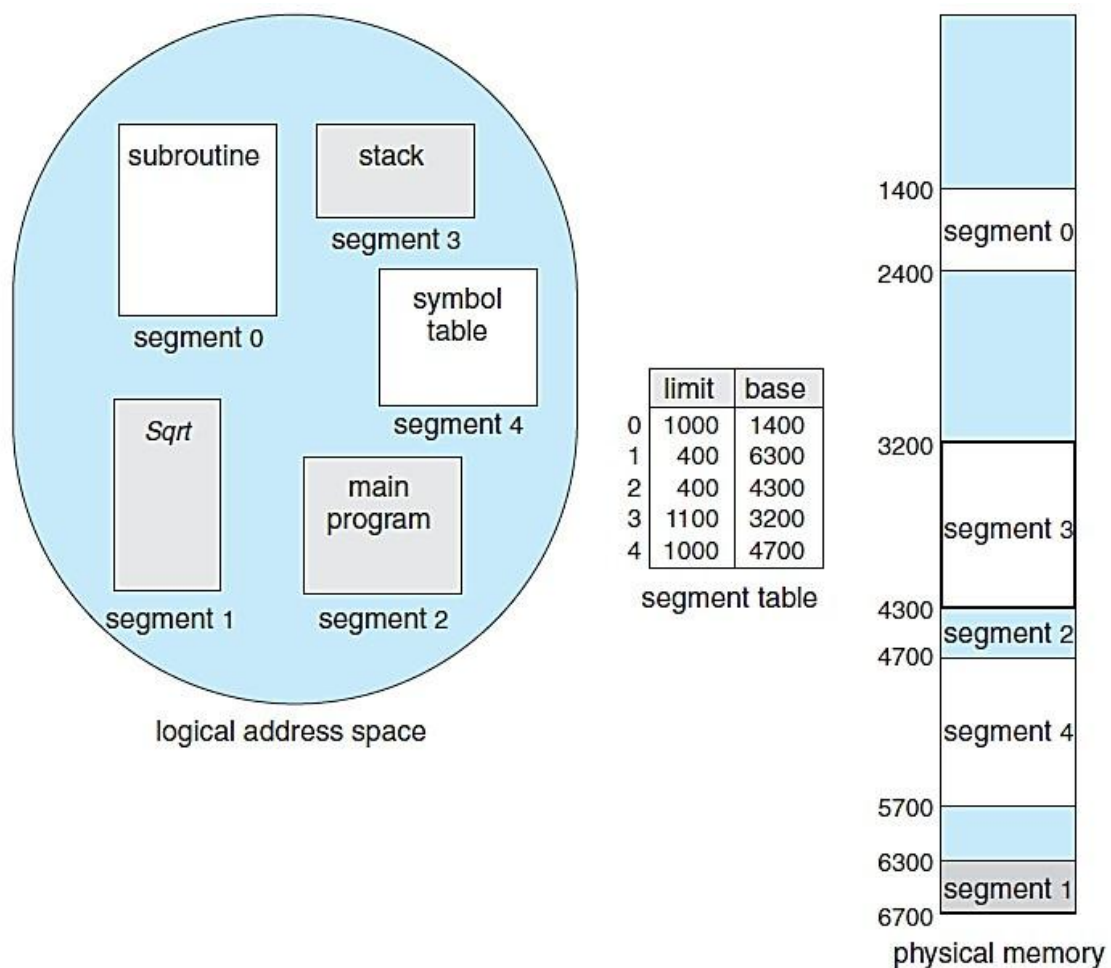 subroutine
segment 0
stack
segment 3
symbol
table
segment 4
Sqrt
segment 1
main
program
segment 2
logical address space
limit base
0 1000 1400
1 400 6300
2 400 4300
3 1100 3200
4 1000 4700
segment table
1400
segment 0
2400
3200
segment 3
4300
segment 2
4700
segment 4
5700
6300
segment 1
6700
physical memory